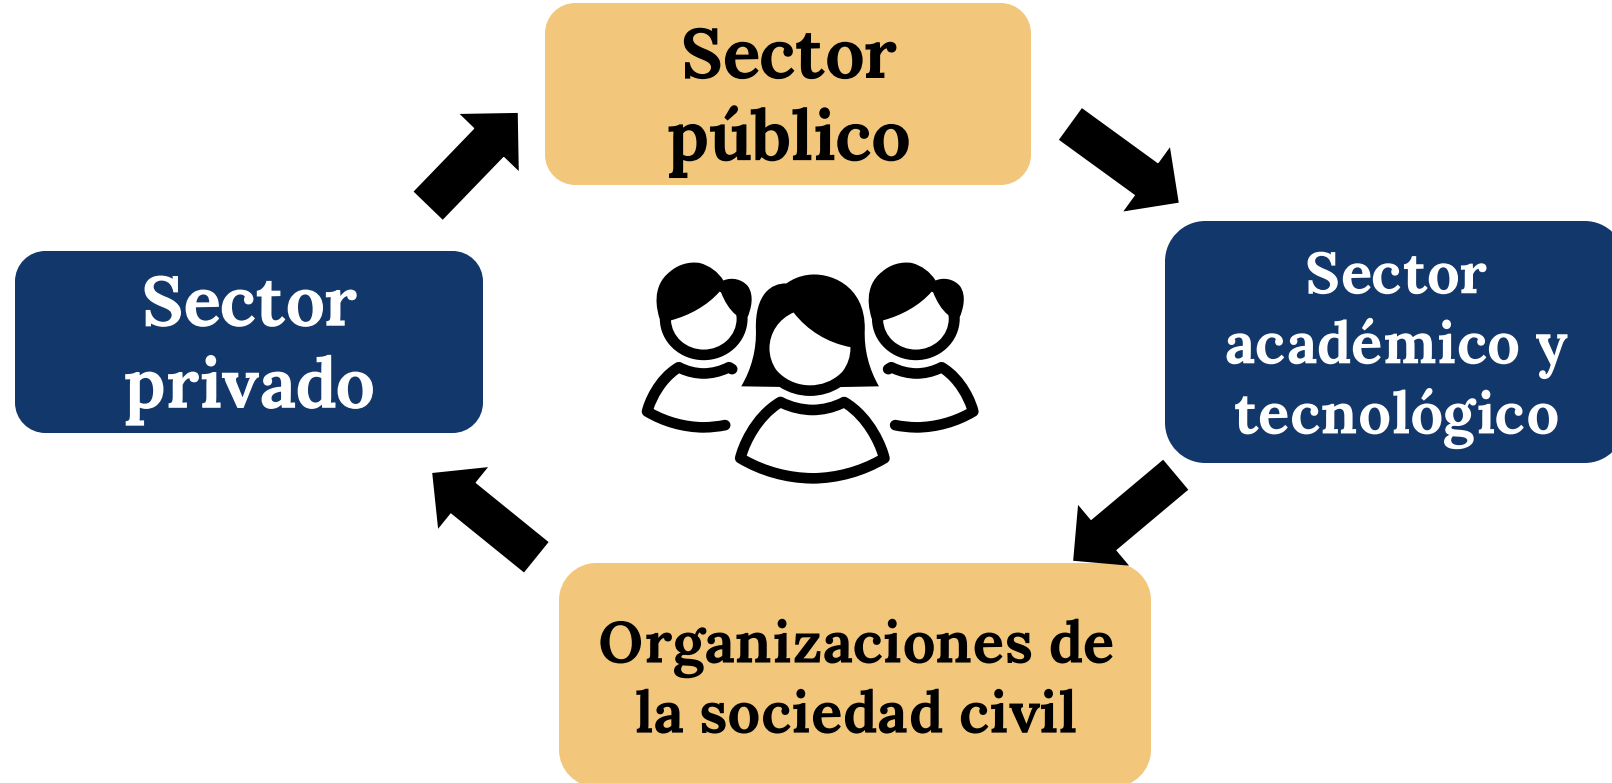 Sector
público
Sector
privado
Sector
académico y
tecnológico
Organizaciones de
la sociedad civil